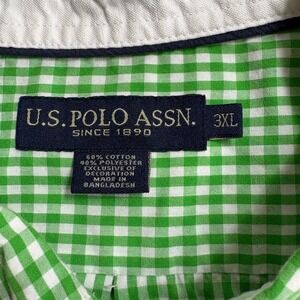 U.S. POLO ASSN.
SINCE 1890
3XL
60% COTTON
40% POLYESTER
EXCLUSIVE OF
DECORATION
MADE IN
BANGLADESH